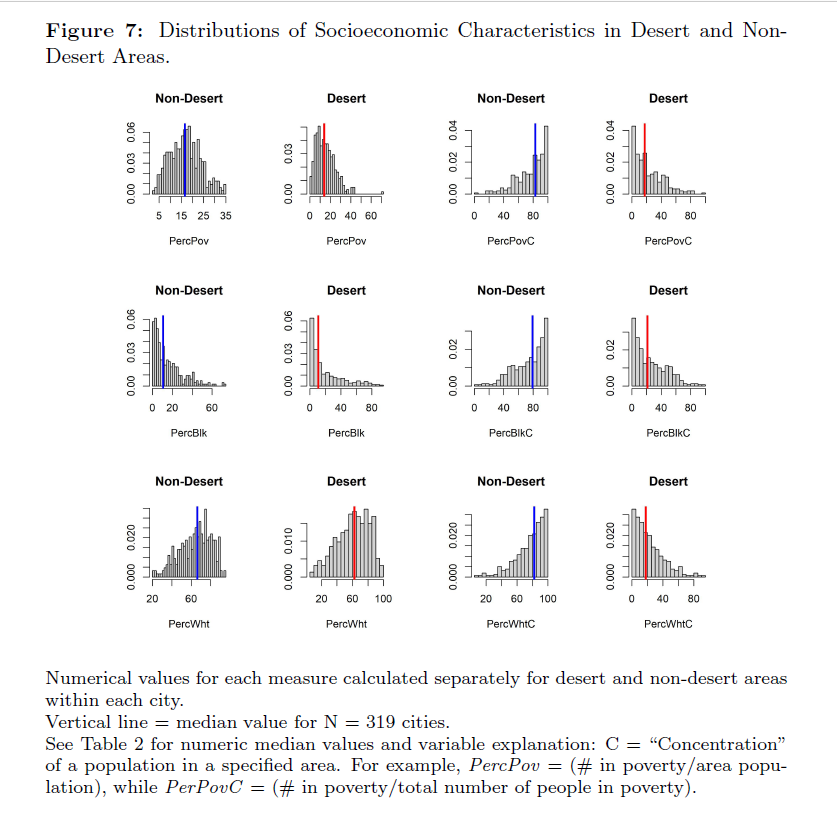 Figure 7: Distributions of Socioeconomic Characteristics in Desert and Non-
Desert Areas.
Non-Desert
Desert
Non-Desert
Desert
0.00 0.03 0.06
0.00 0.03
0.00 0.02 0.04
0.00 0.02 0.04
5 15 25 35
0 20 40 60
0 40 80
0 40 80
PercPov
PercPov
PercPovC
PercPovC
Non-Desert
Desert
Non-Desert
Desert
0.00 0.03 0.06
0.00 0.03 0.06
0.00 0.02
0.00 0.02
0 20 60
0 40 80
0 40 80
0 40 80
PercBlk
PercBlk
PercBlkC
PercBlkC
Non-Desert
Desert
Non-Desert
Desert
0.000 0.020
0.000 0.010
0.000 0.020
0.000 0.020
20 60
20 60 100
20 60 100
0 40 80
PercWht
PercWht
PercWhtC
PercWhtC
Numerical values for each measure calculated separately for desert and non-desert areas
within each city.
Vertical line = median value for N = 319 cities.
See Table 2 for numeric median values and variable explanation: C = “Concentration”
of a population in a specified area. For example, PercPov = (# in poverty/area popu-
lation), while PerPovC = (# in poverty/total number of people in poverty).